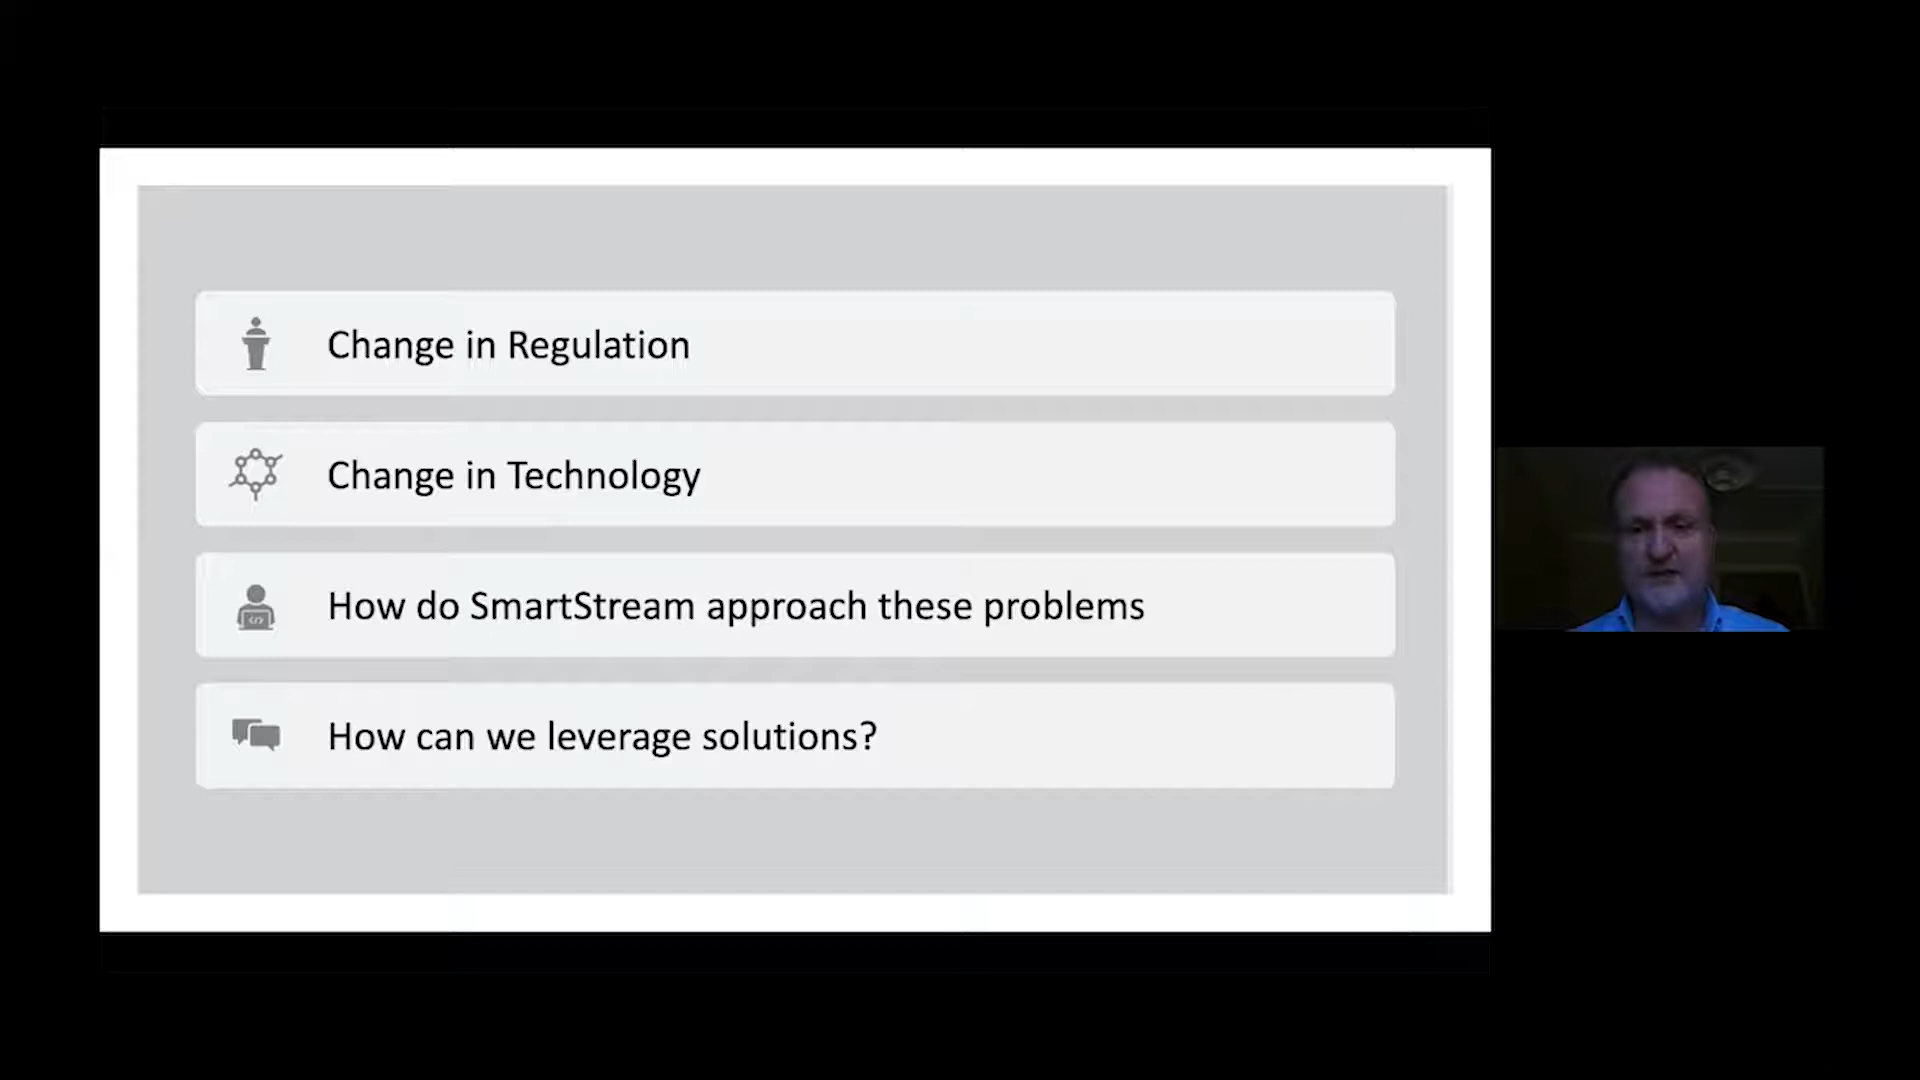 Change in Regulation
Change in Technology
How do SmartStream approach these problems
How can we leverage solutions?